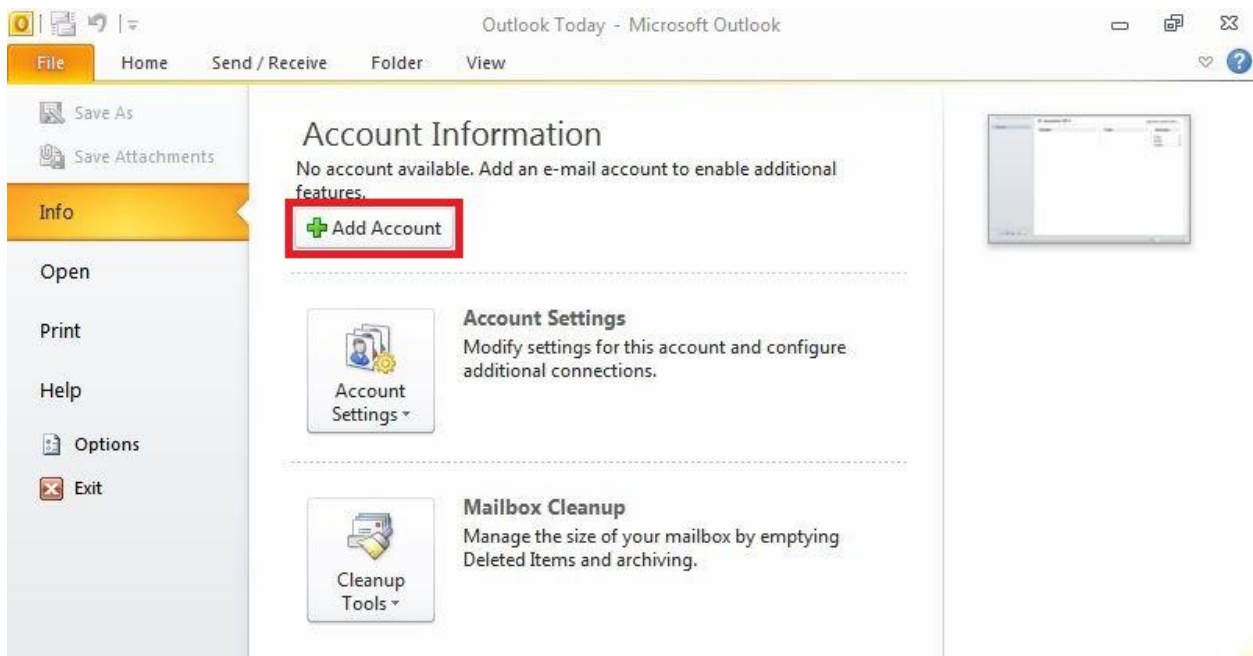 Outlook Today - Microsoft Outlook
File Home Send / Receive Folder View
Save As
Save Attachments
Info
Open
Print
Help
Options
Exit
Account Information
No account available. Add an e-mail account to enable additional
features.
Add Account
Account
Settings
Account Settings
Modify settings for this account and configure
additional connections.
Cleanup
Tools
Mailbox Cleanup
Manage the size of your mailbox by emptying
Deleted Items and archiving.